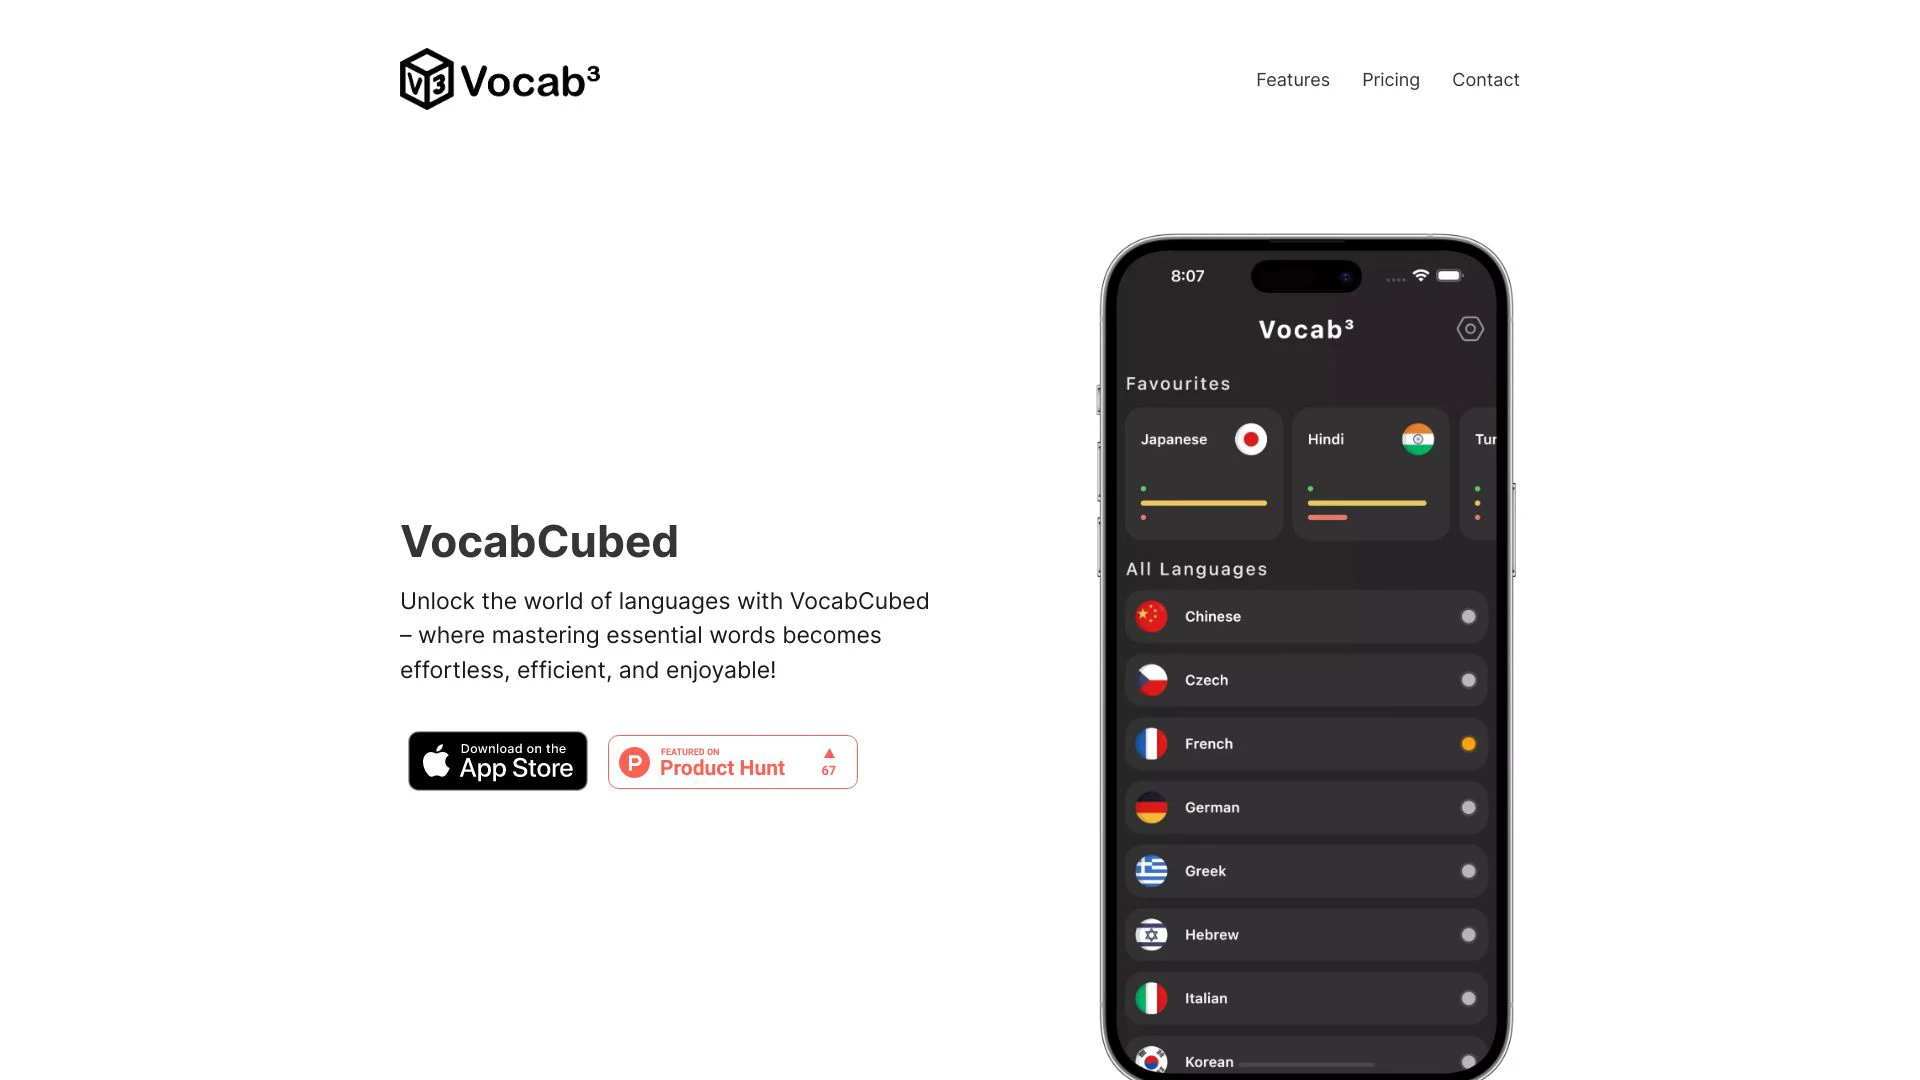 V3 Vocab³
Features Pricing Contact
VocabCubed
Unlock the world of languages with VocabCubed
– where mastering essential words becomes
effortless, efficient, and enjoyable!
Download on the
App Store
P
FEATURED ON
Product Hunt
67
8:07
Vocab³
Favourites
Japanese
Hindi
Tur
All Languages
Chinese
Czech
French
German
Greek
Hebrew
Italian
Korean